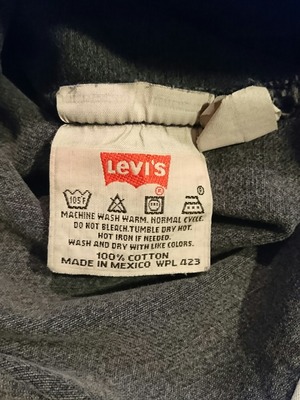 Levi's
®
105F
MACHINE WASH WARM. NORMAL CYCLE.
DO NOT BLEACH.TUMBLE DRY HOT.
HOT IRON IF NEEDED.
WASH AND DRY WITH LIKE COLORS.
100% COTTON
MADE IN MEXICO WPL 423